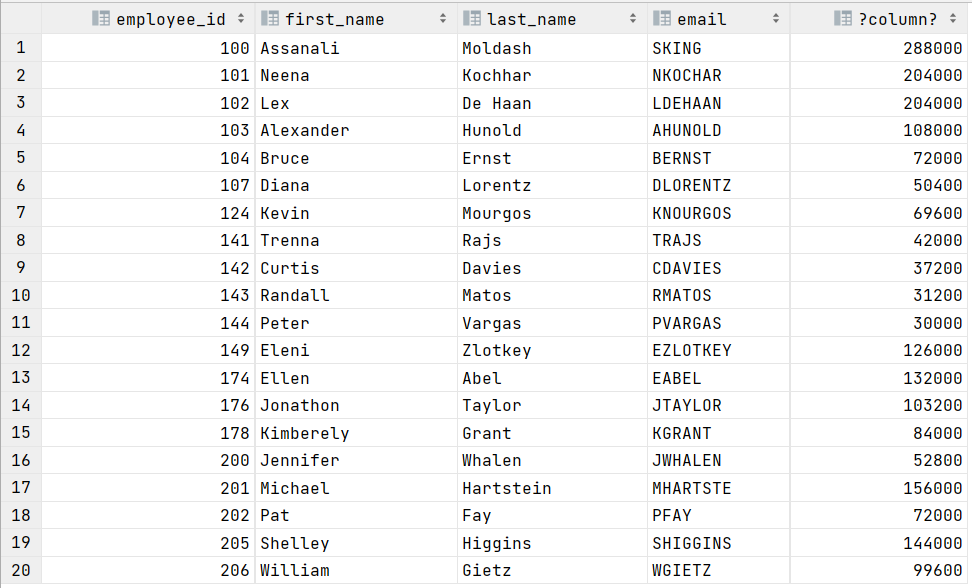 employee_id first_name last_name email ?column?
1 100 Assanali Moldash SKING 288000
2 101 Neena Kochhar NKOCHAR 204000
3 102 Lex De Haan LDEHAAN 204000
4 103 Alexander Hunold AHUNOLD 108000
5 104 Bruce Ernst BERNST 72000
6 107 Diana Lorentz DLORENTZ 50400
7 124 Kevin Mourgos KNOURGOS 69600
8 141 Trenna Rajs TRAJS 42000
9 142 Curtis Davies CDAVIES 37200
10 143 Randall Matos RMATOS 31200
11 144 Peter Vargas PVARGAS 30000
12 149 Eleni Zlotkey EZLOTKEY 126000
13 174 Ellen Abel EABEL 132000
14 176 Jonathon Taylor JTAYLOR 103200
15 178 Kimberely Grant KGRANT 84000
16 200 Jennifer Whalen JWHALEN 52800
17 201 Michael Hartstein MHARTSTE 156000
18 202 Pat Fay PFAY 72000
19 205 Shelley Higgins SHIGGINS 144000
20 206 William Gietz WGIETZ 99600